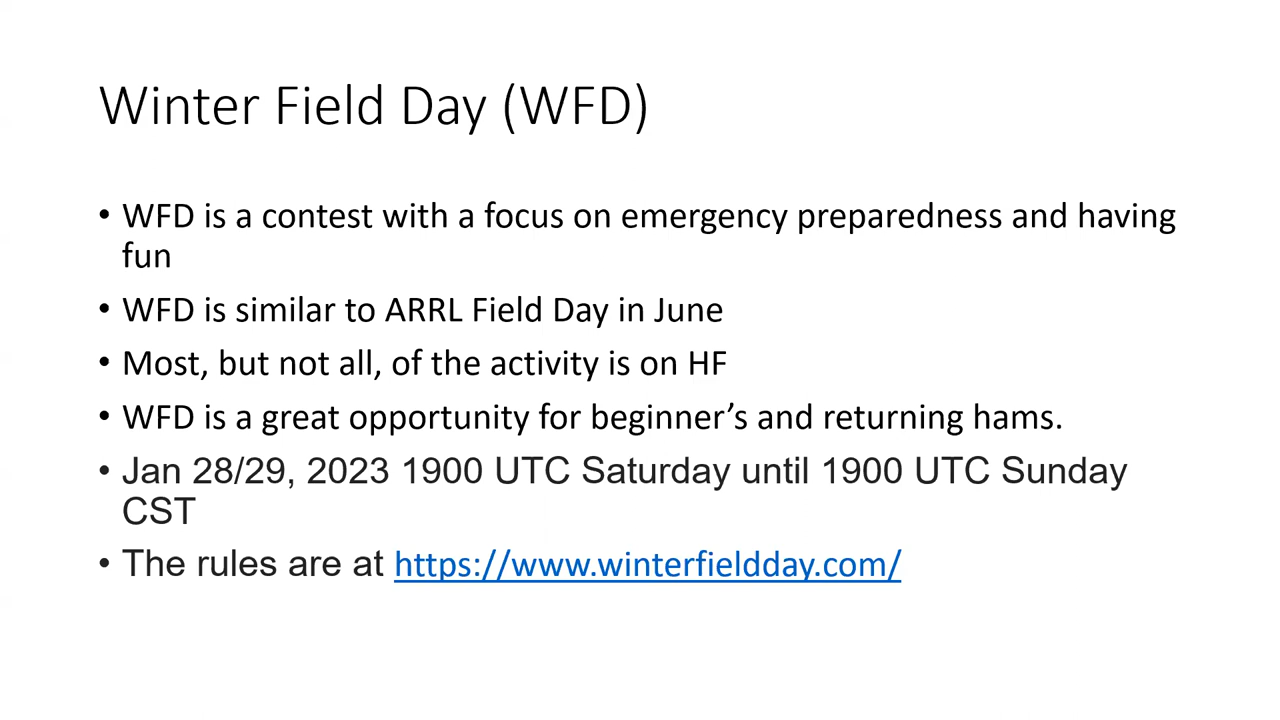 Winter Field Day (WFD)
• WFD is a contest with a focus on emergency preparedness and having
fun
• WFD is similar to ARRL Field Day in June
• Most, but not all, of the activity is on HF
• WFD is a great opportunity for beginner’s and returning hams.
• Jan 28/29, 2023 1900 UTC Saturday until 1900 UTC Sunday
CST
• The rules are at https://www.winterfieldday.com/